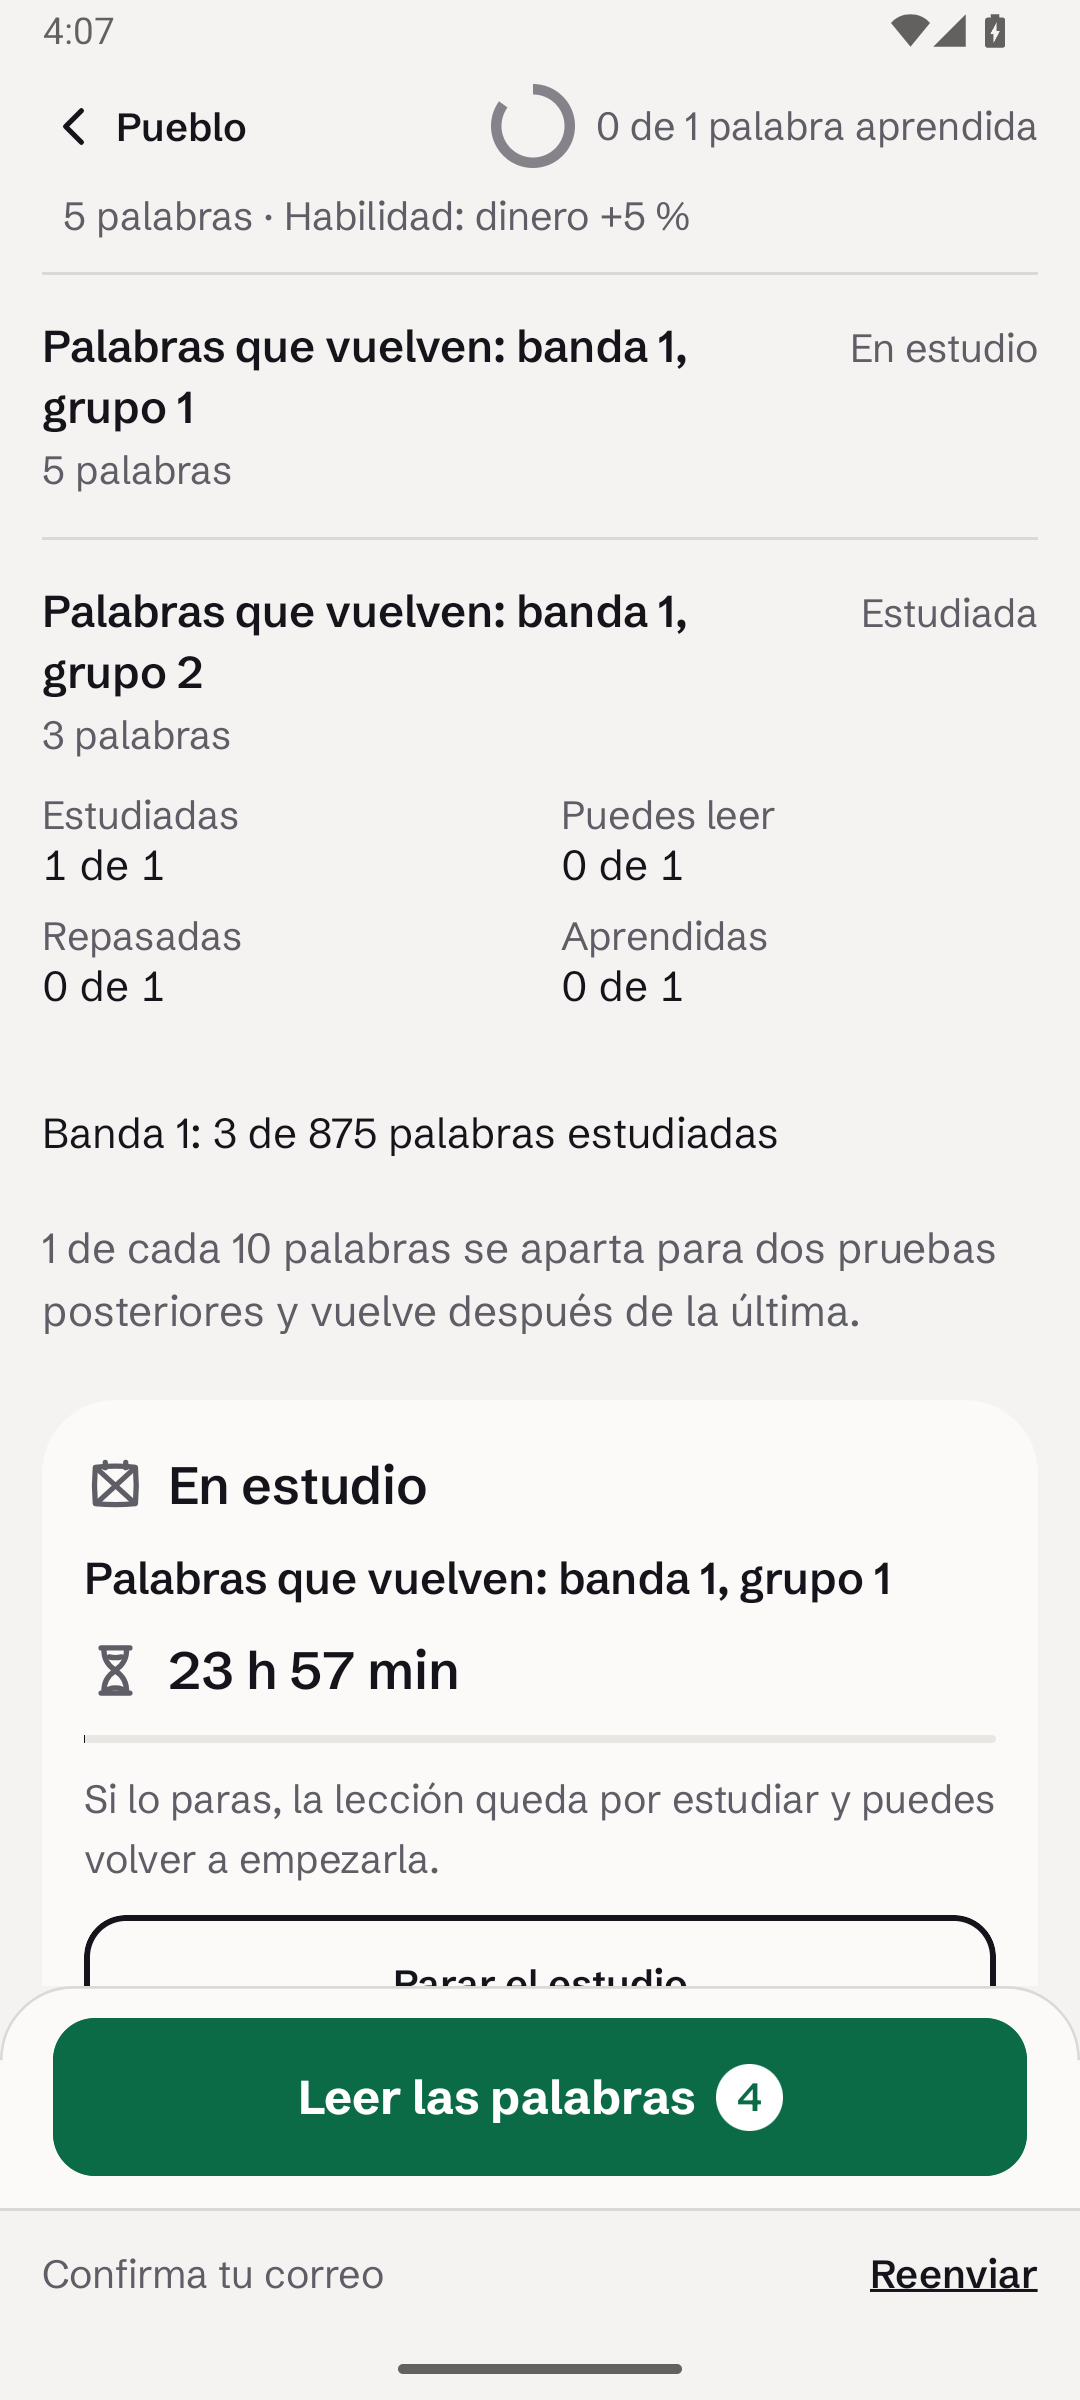 4:07
Pueblo
0 de 1 palabra aprendida
5 palabras · Habilidad: dinero +5 %
Palabras que vuelven: banda 1,
grupo 1
En estudio
5 palabras
Palabras que vuelven: banda 1,
grupo 2
Estudiada
3 palabras
Estudiadas
1 de 1
Puedes leer
0 de 1
Repasadas
0 de 1
Aprendidas
0 de 1
Banda 1: 3 de 875 palabras estudiadas
1 de cada 10 palabras se aparta para dos pruebas
posteriores y vuelve después de la última.
En estudio
Palabras que vuelven: banda 1, grupo 1
23 h 57 min
Si lo paras, la lección queda por estudiar y puedes
volver a empezarla.
Parar el estudio
Leer las palabras 4
Confirma tu correo
Reenviar